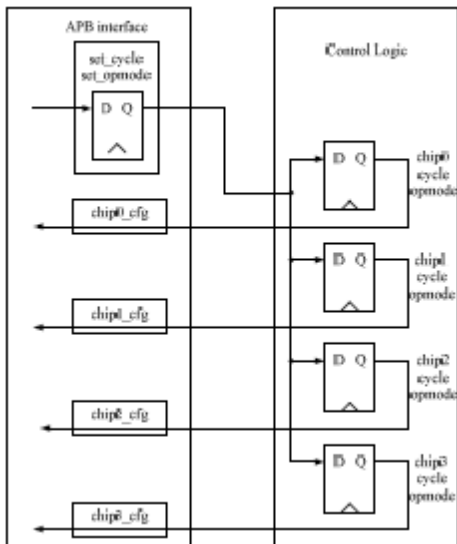 APB interface
Control Logic
set_cycle
set_opmode
D Q
D Q
chip0
cycle
opmode
chip0_cfg
D Q
chip1
cycle
opmode
chip1_cfg
D Q
chip2
cycle
opmode
chip2_cfg
D Q
chip3
cycle
opmode
chip3_cfg